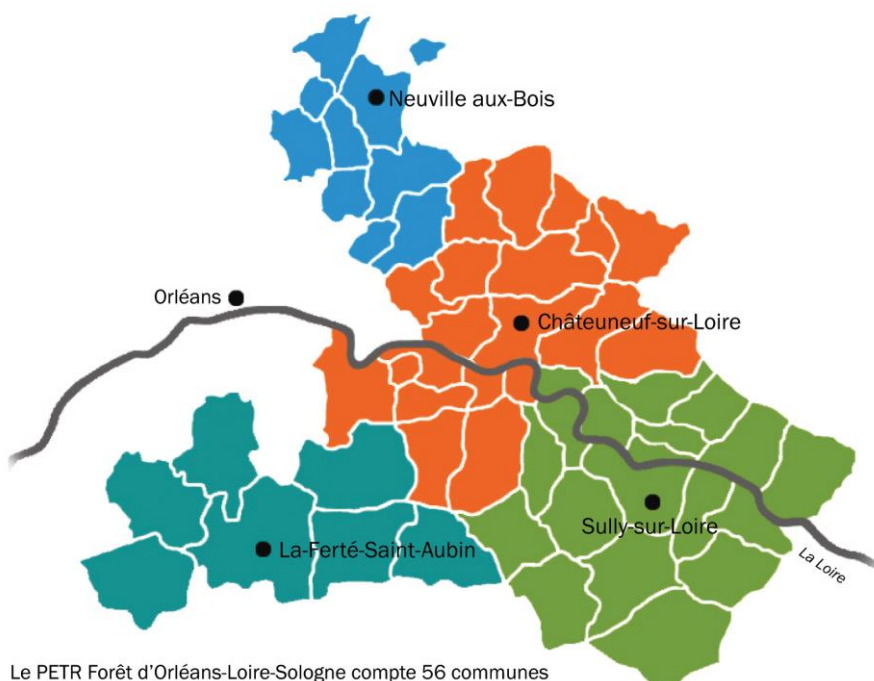 Neuville aux-Bois
Orléans
Châteuneuf-sur-Loire
Sully-sur-Loire
La-Ferté-Saint-Aubin
La Loire
Le PETR Forêt d'Orléans-Loire-Sologne compte 56 communes